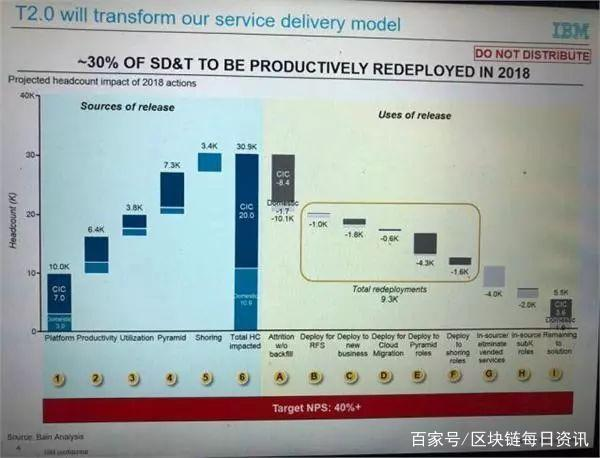 T2.0 will transform our service delivery model
IBM
DO NOT DISTRIBUTE
~30% OF SD&T TO BE PRODUCTIVELY REDEPLOYED IN 2018
Projected headcount impact of 2018 actions
Sources of release
Uses of release
Headcount (K)
40K
30
20
10
0
10.0K
CIC
7.0
Domestic
3.0
6.4K
3.8K
7.3K
3.4K
30.9K
CIC
20.0
Domestic
10.9
CIC
-8.4
Domestic
-1.7
-10.1K
-1.0K
-1.8K
-0.6K
-4.3K
-1.6K
Total redeployments
9.3K
-4.0K
-2.0K
5.5K
CIC
3.6
Domestic
1.9
Platform
Productivity
Utilization
Pyramid
Shoring
Total HC
impacted
Attrition
w/o
backfill
Deploy for
RFS
Deploy to
new
business
Deploy for
Cloud
Migration
Deploy to
Pyramid
roles
Deploy
to
shoring
roles
In-source/
eliminate
vended
services
In-source
subK
roles
Remaining
to
solution
1
2
3
4
5
6
A
B
C
D
E
F
G
H
I
Target NPS: 40%+
Source: Bain Analysis
4
IBM confidential
百家号/区块链每日资讯